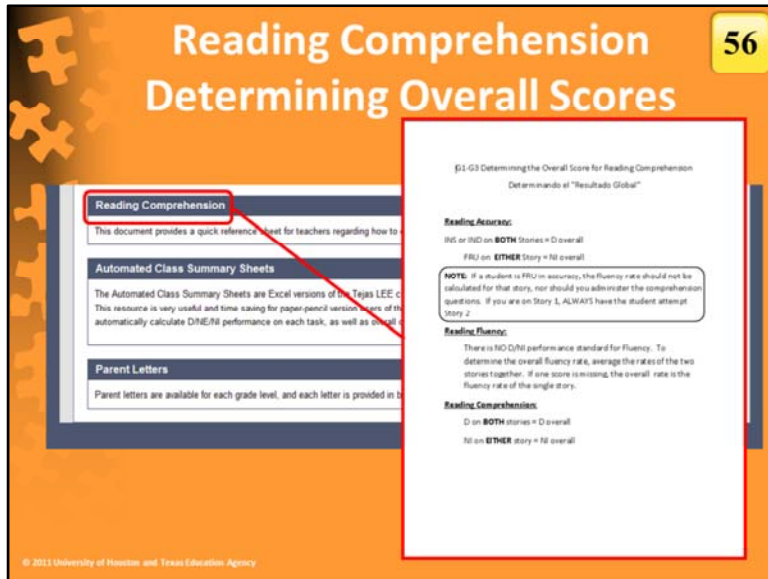 Reading Comprehension
Determining Overall Scores
56
Reading Comprehension
This document provides a quick reference sheet for teachers regarding how to
Automated Class Summary Sheets
The Automated Class Summary Sheets are Excel versions of the Tejas LEE c
This resource is very useful and time saving for paper-pencil version users of th
automatically calculate D/NE/NI performance on each task, as well as overall
Parent Letters
Parent letters are available for each grade level, and each letter is provided in b
G1-G3 Determining the Overall Score for Reading Comprehension
Determinando el "Resultado Global"
Reading Accuracy:
INS or IND on BOTH Stories = D overall
FRU on EITHER Story = NI overall
NOTE: If a student is FRU in accuracy, the fluency rate should not be
calculated for that story, nor should you administer the comprehension
questions. If you are on Story 1, ALWAYS have the student attempt
Story 2
Reading Fluency:
There is NO D/NI performance standard for Fluency. To
determine the overall fluency rate, average the rates of the two
stories together. If one score is missing, the overall rate is the
fluency rate of the single story.
Reading Comprehension:
D on BOTH stories = D overall
NI on EITHER story = NI overall
© 2011 University of Houston and Texas Education Agency